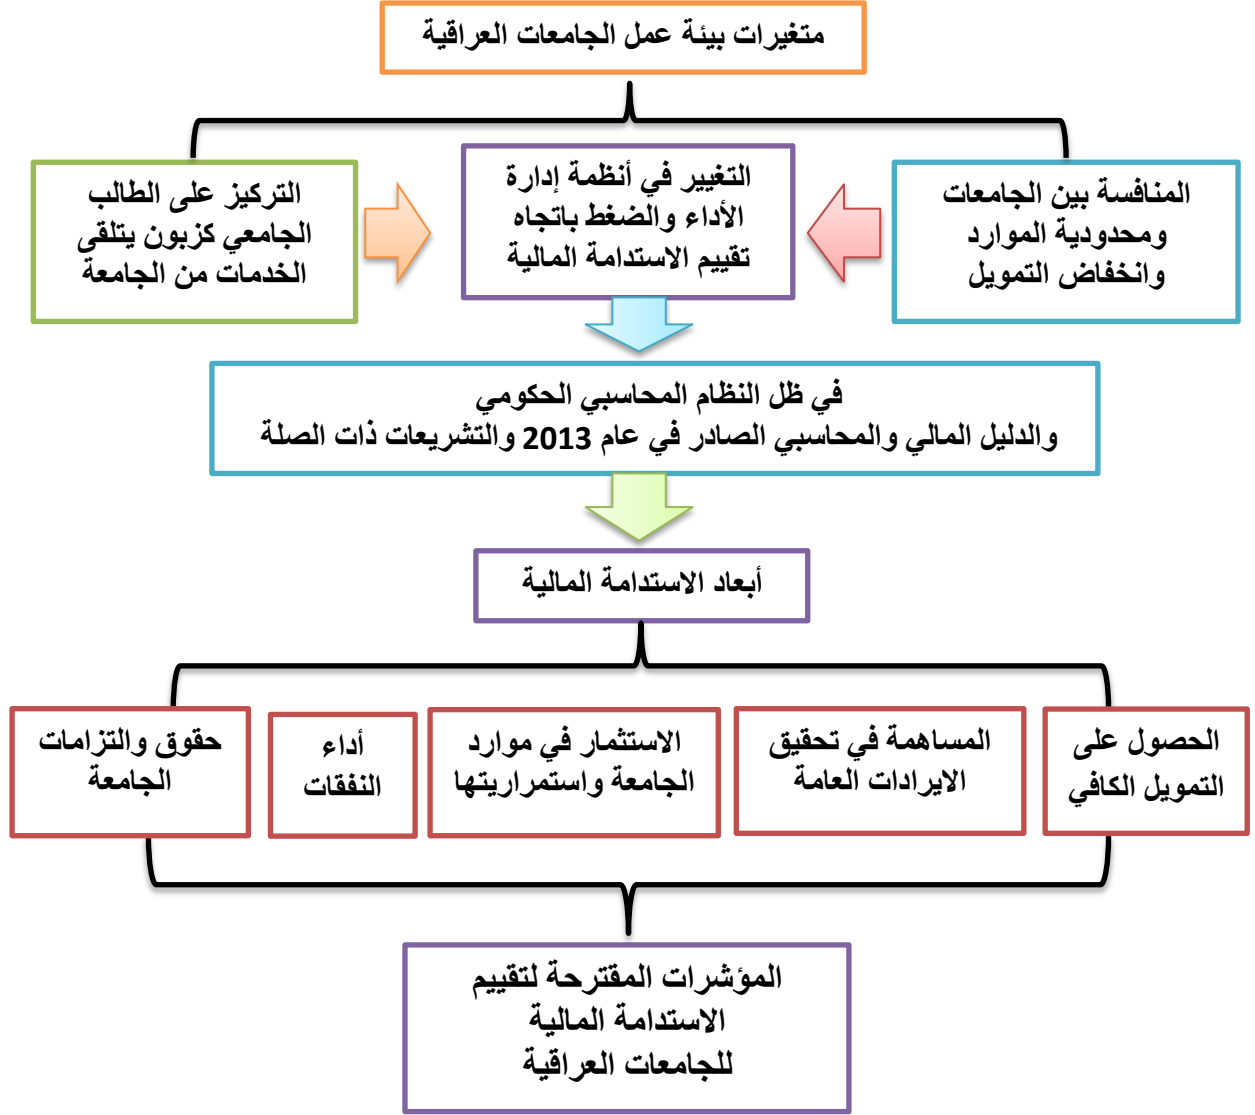 متغيرات بيئة عمل الجامعات العراقية
المنافسة بين الجامعات
ومحدودية الموارد
وانخفاض التمويل
التغيير في أنظمة إدارة
الأداء والضغط باتجاه
تقييم الاستدامة المالية
التركيز على الطالب
الجامعي كزبون يتلقى
الخدمات من الجامعة
في ظل النظام المحاسبي الحكومي
والدليل المالي والمحاسبي الصادر في عام 2013 والتشريعات ذات الصلة
أبعاد الاستدامة المالية
الحصول على
التمويل الكافي
المساهمة في تحقيق
الايرادات العامة
الاستثمار في موارد
الجامعة واستمراريتها
أداء
النفقات
حقوق والتزامات
الجامعة
المؤشرات المقترحة لتقييم
الاستدامة المالية
للجامعات العراقية